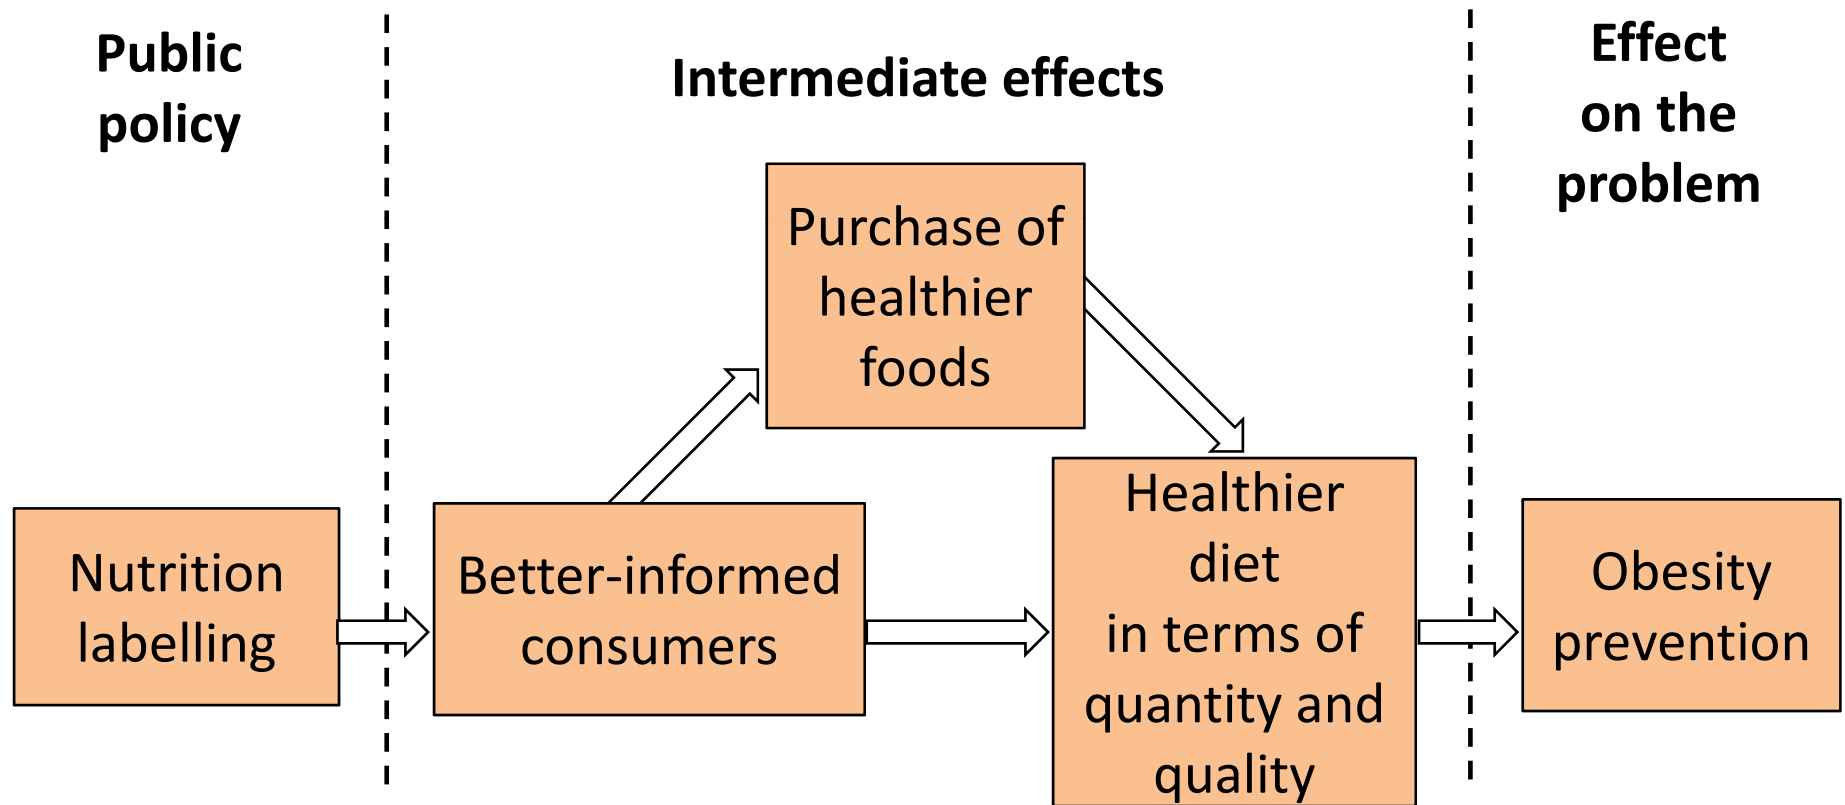 Public
policy
Intermediate effects
Effect
on the
problem
Purchase of
healthier
foods
Nutrition
labelling
Better-informed
consumers
Healthier
diet
in terms of
quantity and
quality
Obesity
prevention